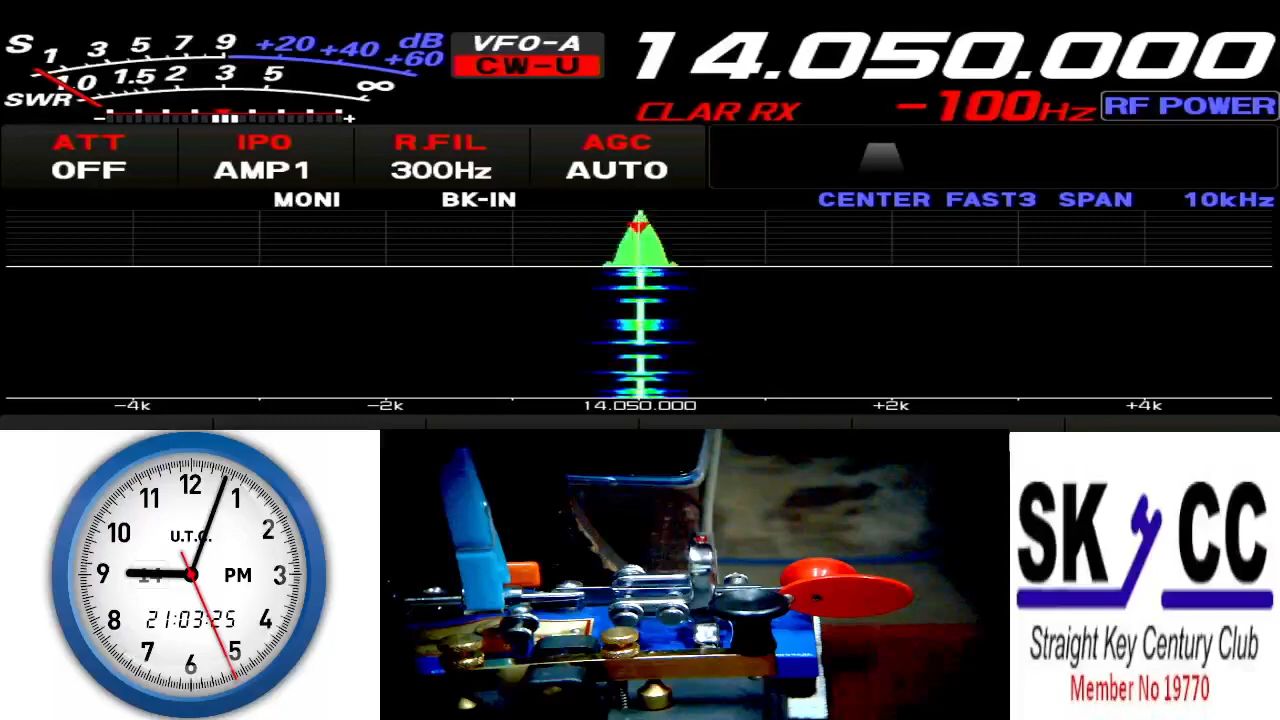 S 1 3 5 7 9 +20 +40 +60 dB
SWR 1.0 1.5 2 3 5 ∞
− +
VFO-A
CW-U
14.050.000
CLAR RX −100Hz RF POWER
ATT IPO R.FIL AGC
OFF AMP1 300Hz AUTO
MONI BK-IN CENTER FAST3 SPAN 10kHz
−4k −2k 14.050.000 +2k +4k
12
11 1
10 U.T.C. 2
9 14 PM 3
8 21:03:25 4
7 5
6
SK CC
Straight Key Century Club
Member No 19770